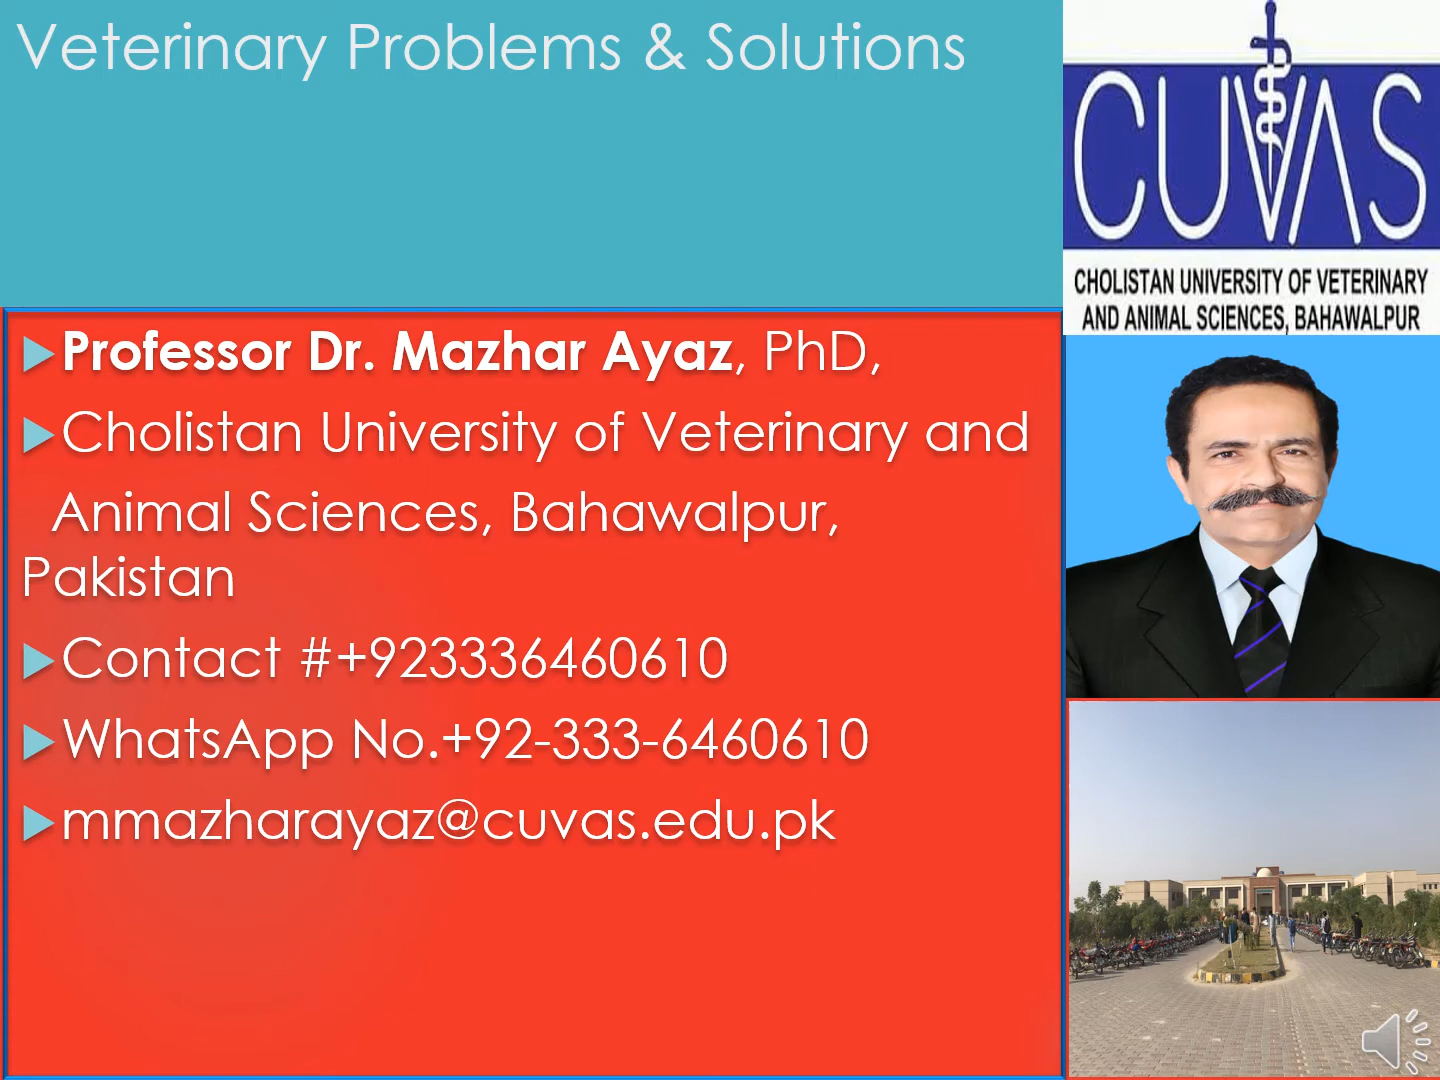 Veterinary Problems & Solutions
CUVAS
CHOLISTAN UNIVERSITY OF VETERINARY
AND ANIMAL SCIENCES, BAHAWALPUR
Professor Dr. Mazhar Ayaz, PhD,
Cholistan University of Veterinary and
Animal Sciences, Bahawalpur,
Pakistan
Contact #+923336460610
WhatsApp No.+92-333-6460610
mmazharayaz@cuvas.edu.pk